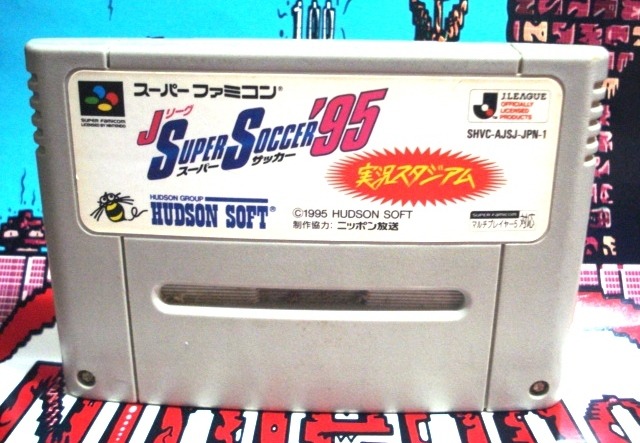 スーパーファミコン®
SUPER FAMICOM
LICENSED BY NINTENDO
Jリーグ
SUPER SOCCER '95
スーパー サッカー
実況スタジアム
J.LEAGUE
OFFICIALLY
LICENSED
PRODUCTS
SHVC-AJSJ-JPN-1
HUDSON GROUP
HUDSON SOFT®
©1995 HUDSON SOFT
制作協力:ニッポン放送
SUPER FAMICOM
マルチプレイヤー5対応